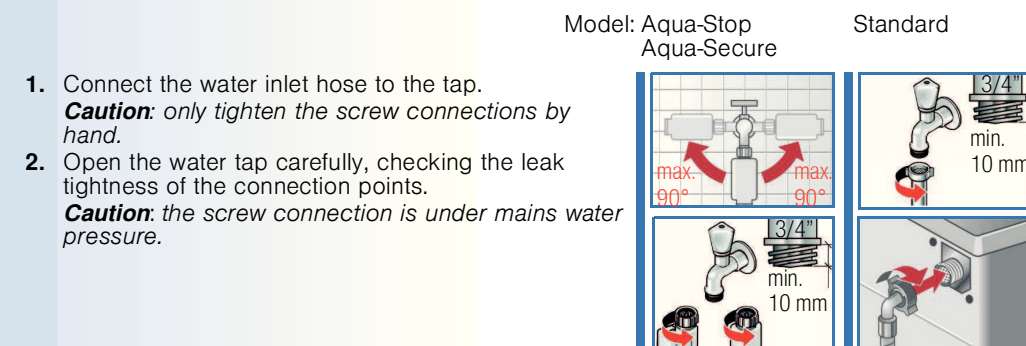 Model: Aqua-Stop Standard
Aqua-Secure
1. Connect the water inlet hose to the tap.
Caution: only tighten the screw connections by
hand.
2. Open the water tap carefully, checking the leak
tightness of the connection points.
Caution: the screw connection is under mains water
pressure.
max.
90°
max.
90°
3/4"
min.
10 mm
3/4"
min.
10 mm